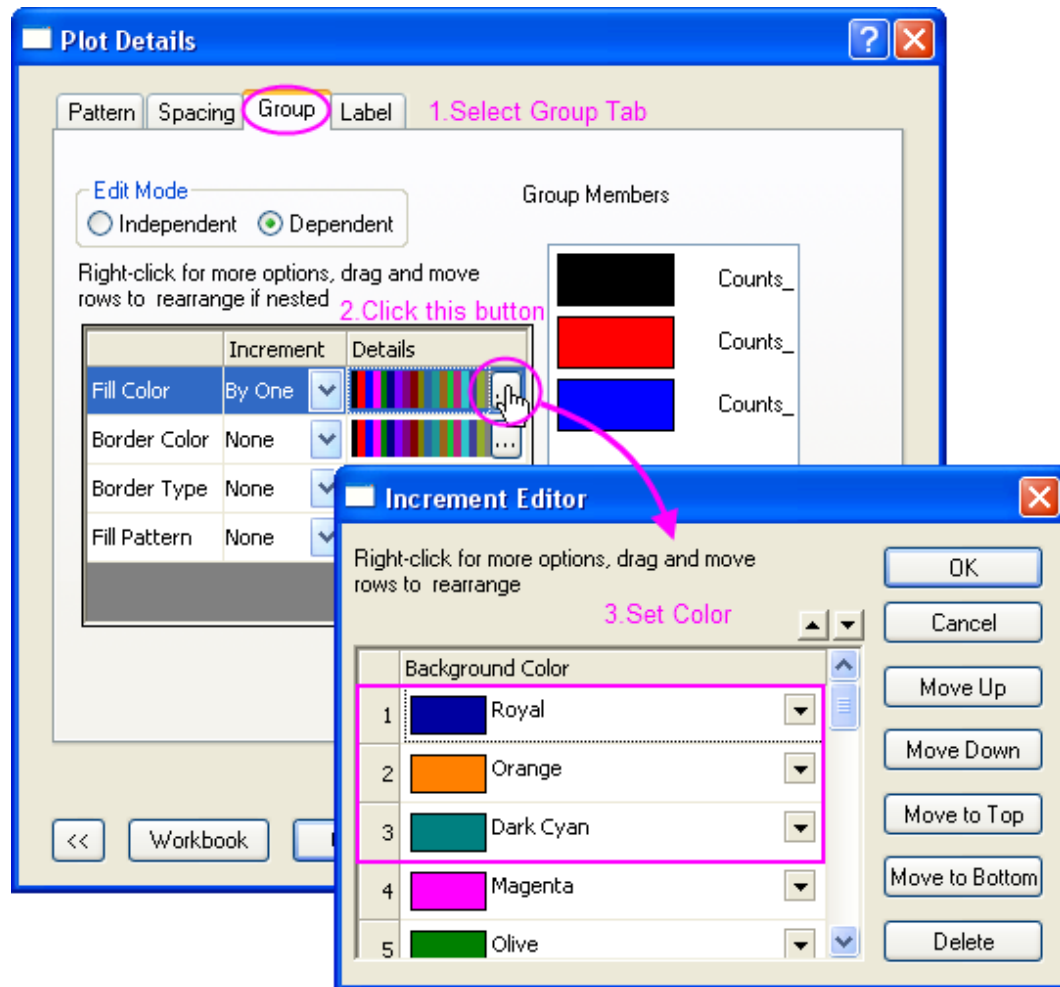 Plot Details
Pattern Spacing Group Label 1.Select Group Tab
Edit Mode
Independent Dependent
Group Members
Right-click for more options, drag and move
rows to rearrange if nested
2.Click this button
Counts_
Counts_
Counts_
Increment Details
Fill Color By One
Border Color None ...
Border Type None
Fill Pattern None
<< Workbook
Increment Editor
Right-click for more options, drag and move
rows to rearrange
3.Set Color
Background Color
1 Royal
2 Orange
3 Dark Cyan
4 Magenta
5 Olive
OK
Cancel
Move Up
Move Down
Move to Top
Move to Bottom
Delete